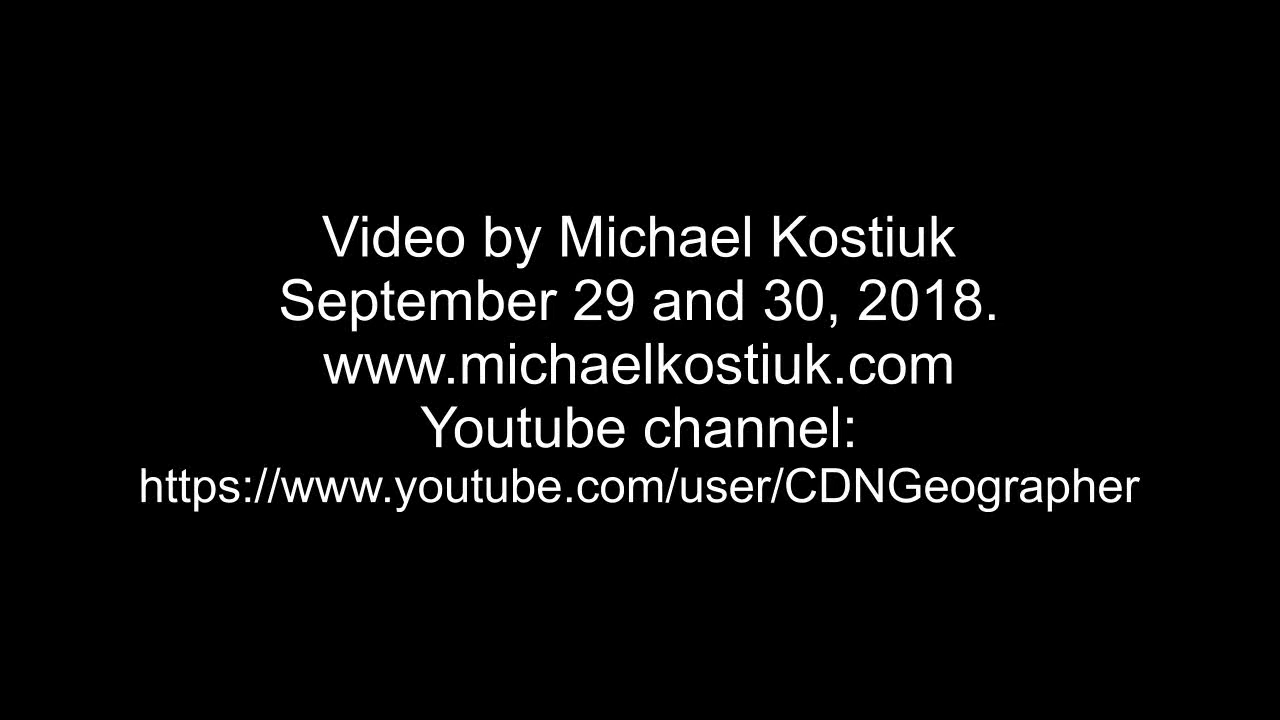 Video by Michael Kostiuk
September 29 and 30, 2018.
www.michaelkostiuk.com
Youtube channel:
https://www.youtube.com/user/CDNGeographer